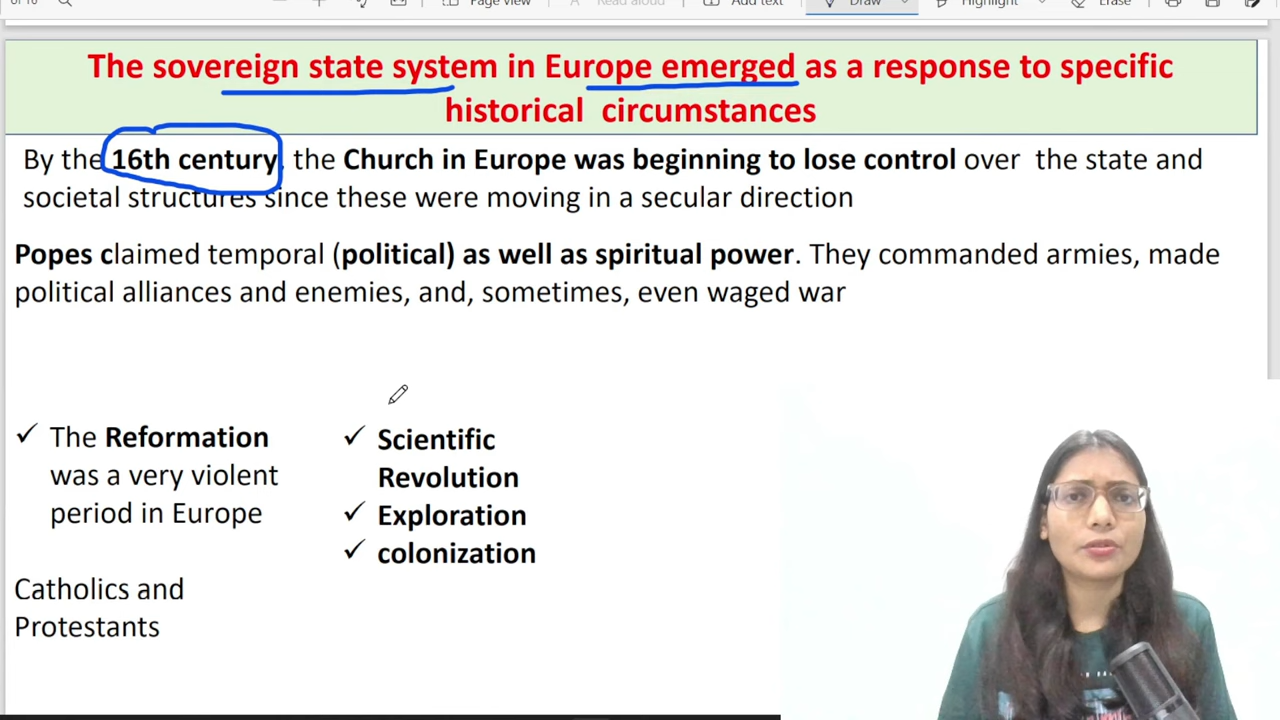 of 16
Page view
Read aloud
Add text
Draw
Highlight
Erase
The sovereign state system in Europe emerged as a response to specific
historical circumstances
By the 16th century, the Church in Europe was beginning to lose control over the state and
societal structures since these were moving in a secular direction
Popes claimed temporal (political) as well as spiritual power. They commanded armies, made
political alliances and enemies, and, sometimes, even waged war
✓ The Reformation
was a very violent
period in Europe
Catholics and
Protestants
✓ Scientific
Revolution
✓ Exploration
✓ colonization